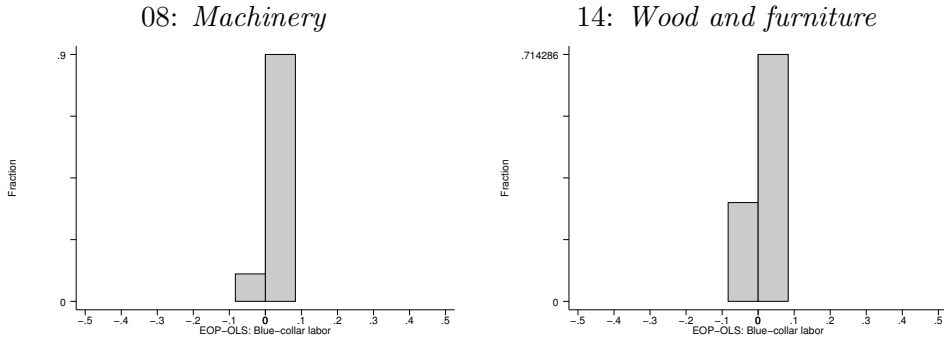 08: Machinery
.9
0
Fraction
−.5 −.4 −.3 −.2 −.1 0 .1 .2 .3 .4 .5
EOP−OLS: Blue−collar labor
14: Wood and furniture
.714286
0
Fraction
−.5 −.4 −.3 −.2 −.1 0 .1 .2 .3 .4 .5
EOP−OLS: Blue−collar labor